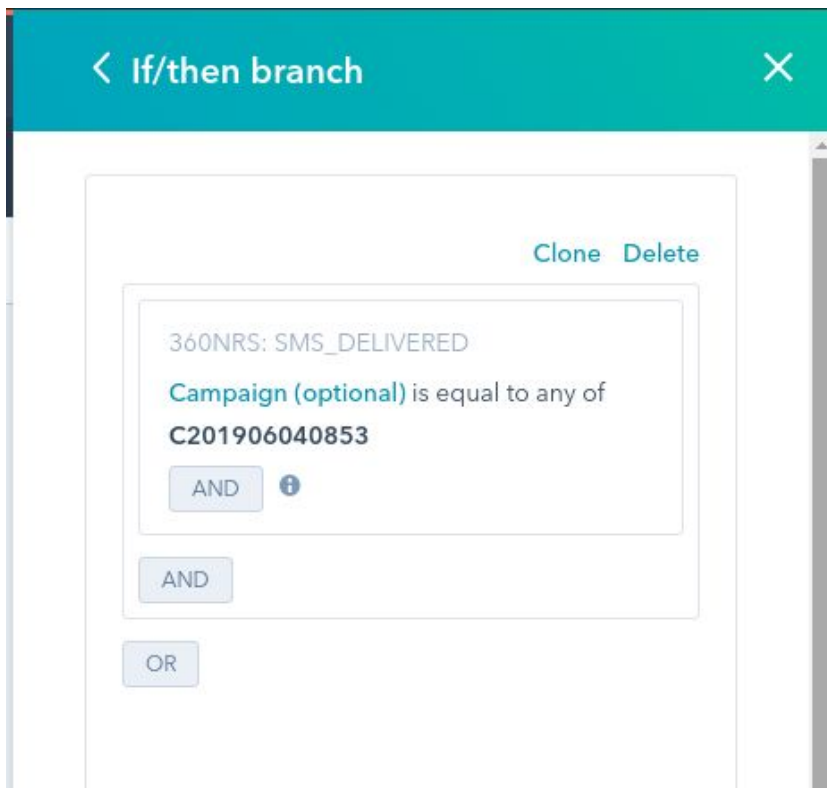 If/then branch
Clone Delete
360NRS: SMS_DELIVERED
Campaign (optional) is equal to any of
C201906040853
AND
AND
OR